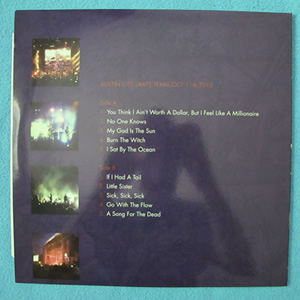 Side A
You Think I Ain't Worth A Dollar, But I Feel Like A Millionaire
No One Knows
My God Is The Sun
Burn The Witch
I Sat By The Ocean
Side B
If I Had A Tail
Little Sister
Sick, Sick, Sick
Go With The Flow
A Song For The Dead